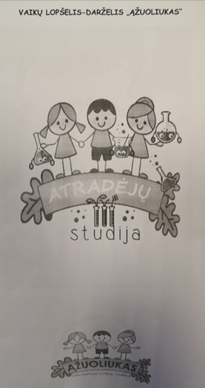 VAIKŲ LOPŠELIS-DARŽELIS „ĄŽUOLIUKAS"
ATRADĖJŲ
studija
ĄŽUOLIUKAS